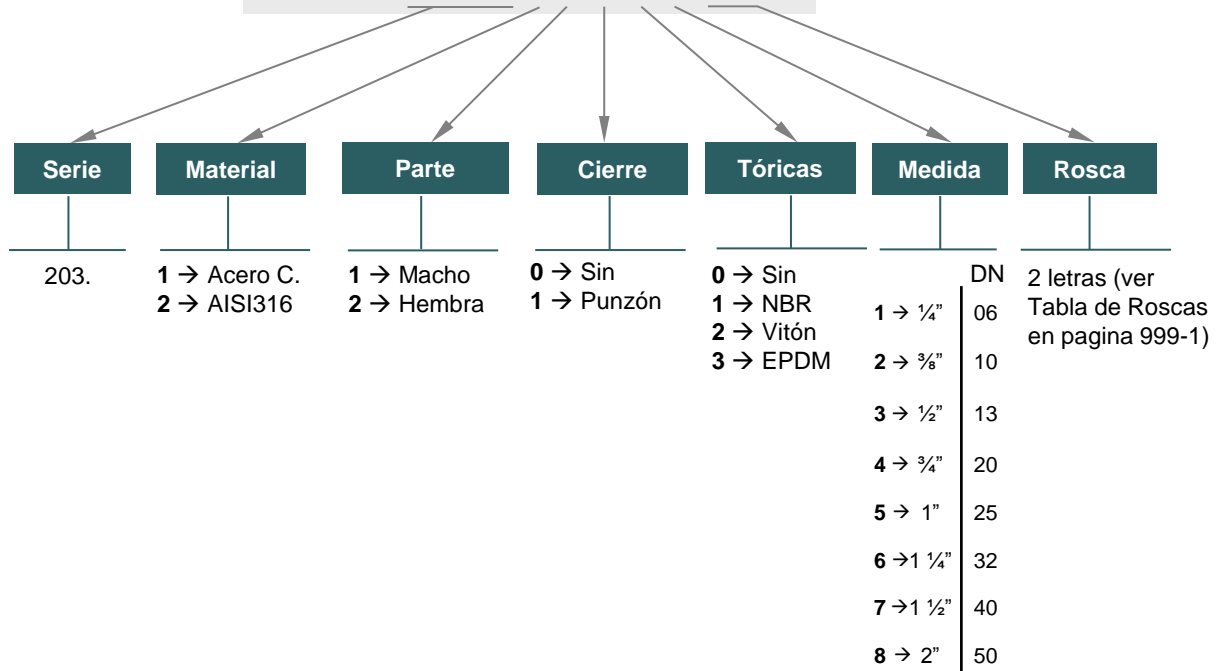 Serie
Material
Parte
Cierre
Tóricas
Medida
Rosca
203.
1 → Acero C.
2 → AISI316
1 → Macho
2 → Hembra
0 → Sin
1 → Punzón
0 → Sin
1 → NBR
2 → Vitón
3 → EPDM
DN
1 → ¼” 06
2 → ⅜” 10
3 → ½” 13
4 → ¾” 20
5 → 1” 25
6 →1 ¼” 32
7 →1 ½” 40
8 → 2” 50
2 letras (ver
Tabla de Roscas
en pagina 999-1)